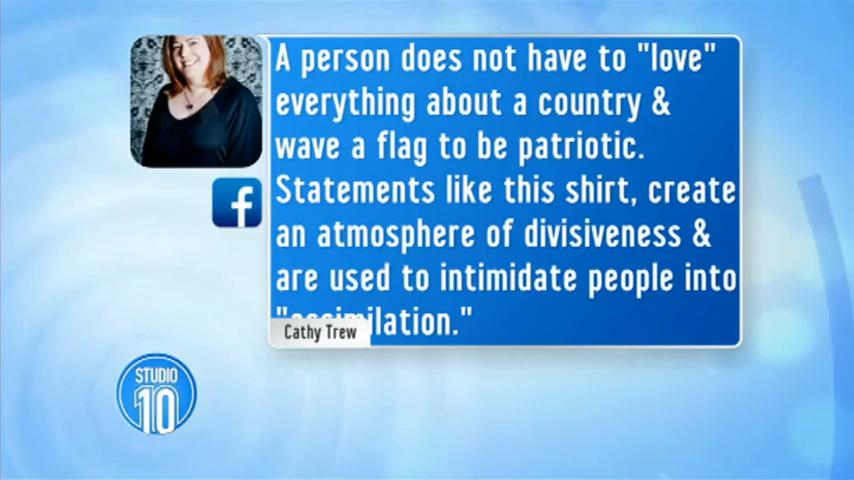 A person does not have to "love"
everything about a country &
wave a flag to be patriotic.
Statements like this shirt, create
an atmosphere of divisiveness &
are used to intimidate people into
"assimilation."
Cathy Trew
f
STUDIO
10